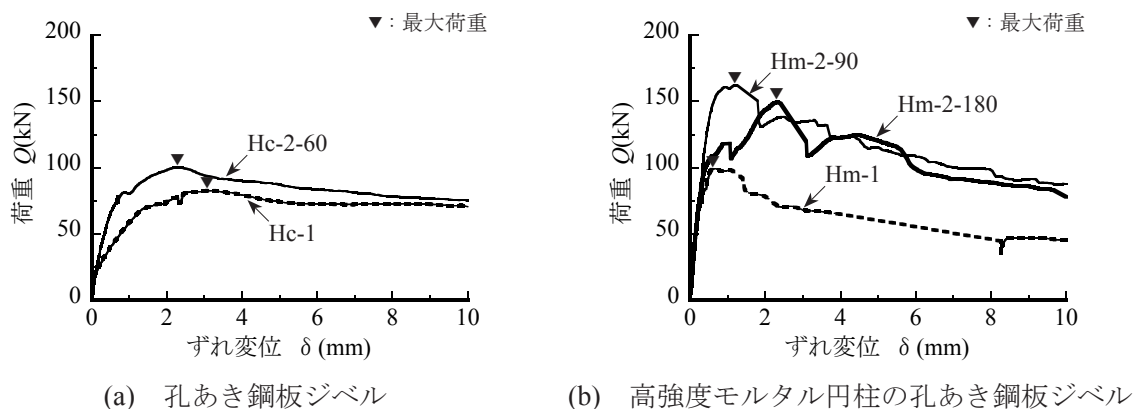 ▼：最大荷重
200
150
100
50
0
荷重 Q(kN)
Hc-2-60
Hc-1
0 2 4 6 8 10
ずれ変位 δ (mm)
(a) 孔あき鋼板ジベル
▼：最大荷重
200
150
100
50
0
荷重 Q(kN)
Hm-2-90
Hm-2-180
Hm-1
0 2 4 6 8 10
ずれ変位 δ (mm)
(b) 高強度モルタル円柱の孔あき鋼板ジベル